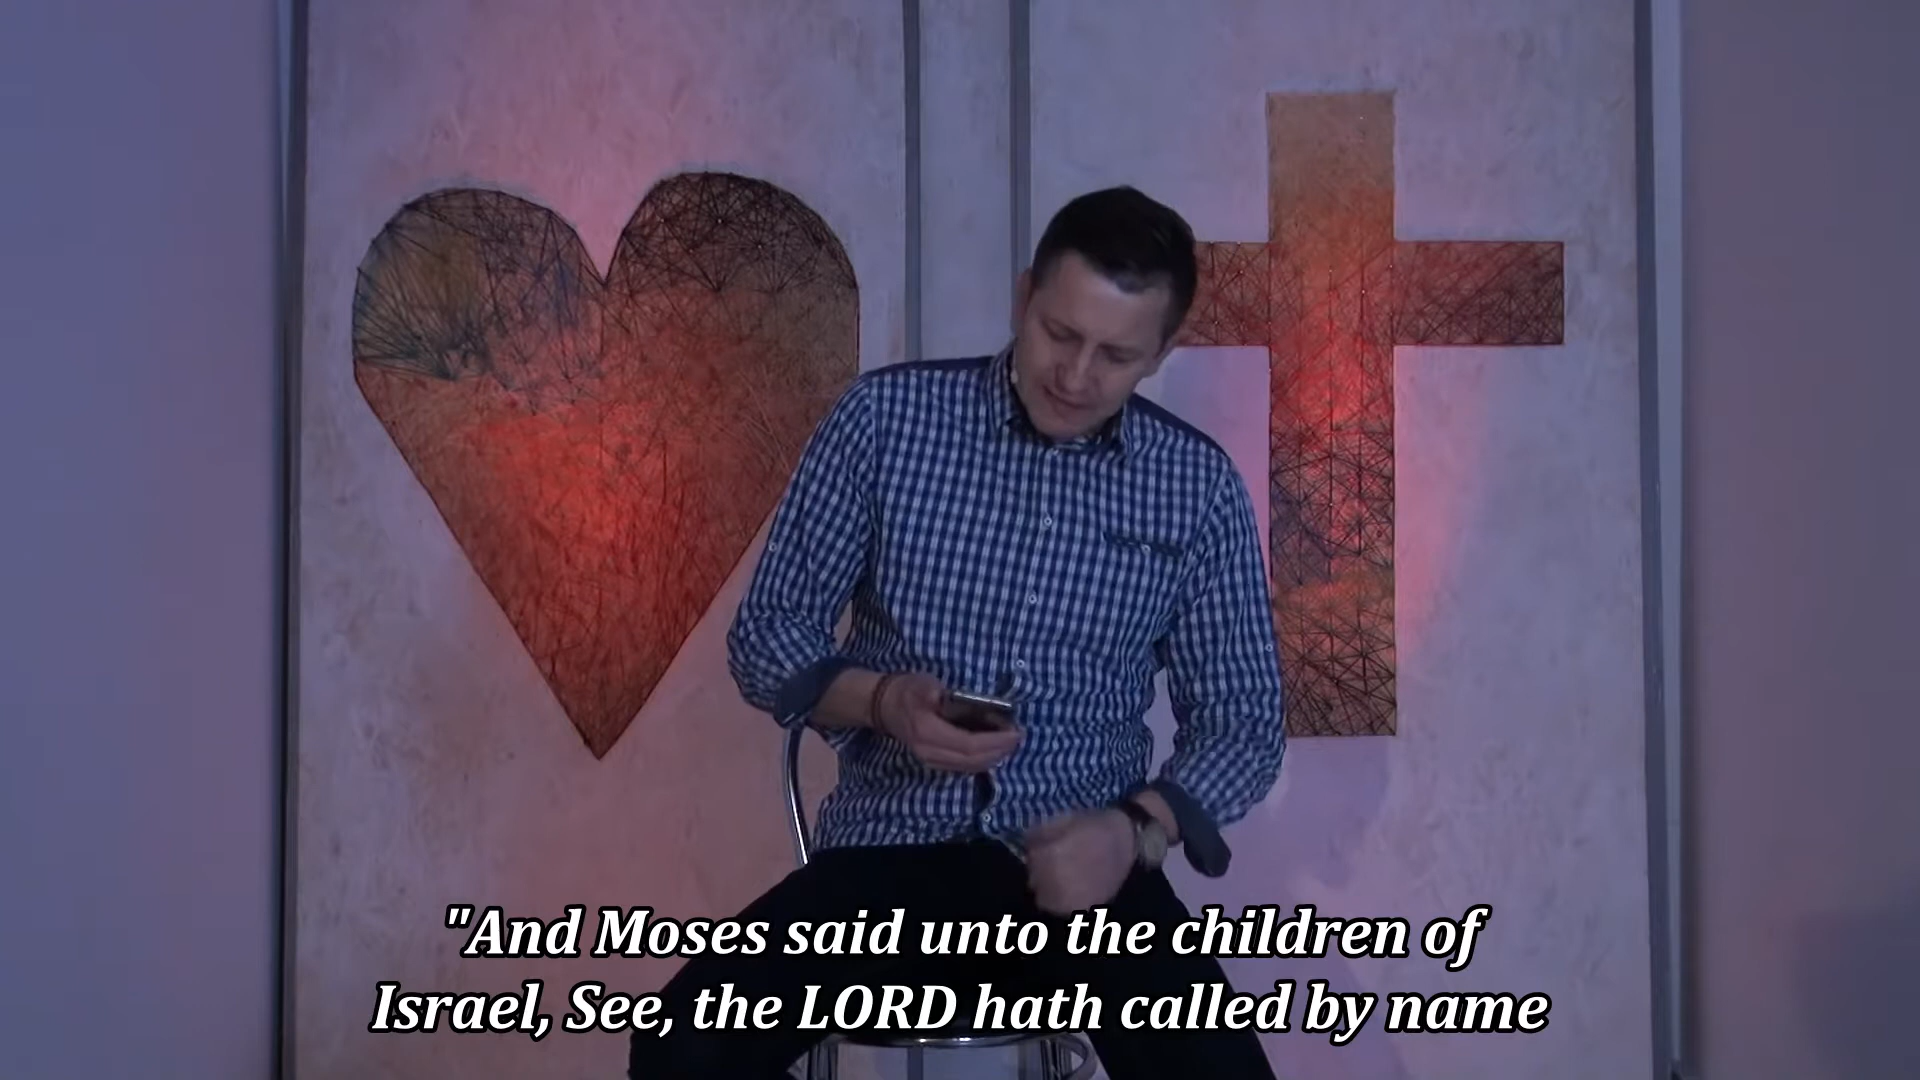 "And Moses said unto the children of
Israel, See, the LORD hath called by name